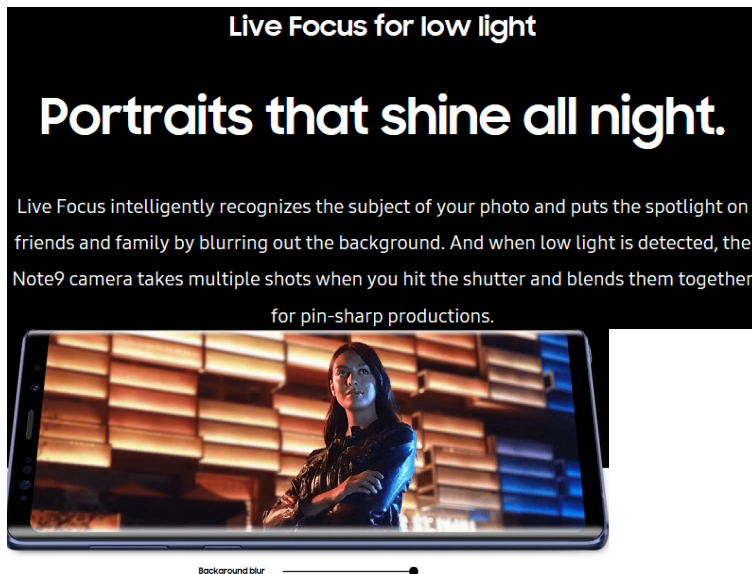 Live Focus for low light
Portraits that shine all night.
Live Focus intelligently recognizes the subject of your photo and puts the spotlight on
friends and family by blurring out the background. And when low light is detected, the
Note9 camera takes multiple shots when you hit the shutter and blends them together
for pin-sharp productions.
Background blur